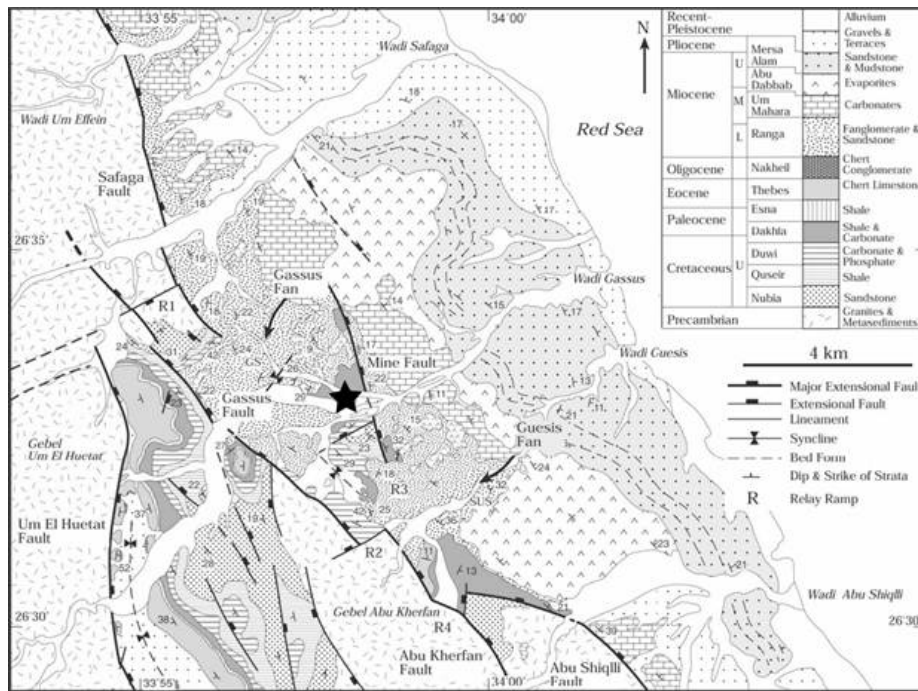 33°55
34°00
N
Wadi Safaga
Wadi Um Effein
Red Sea
Safaga
Fault
26°35
Gassus
Fan
Wadi Gassus
R1
Mine Fault
Wadi Guesis
Gassus
Fault
Guesis
Fan
Gebel
Um El Huetat
R3
Um El Huetat
Fault
R2
Wadi Abu Shiqlli
26°30
Gebel Abu Kherfan
R4
26°30
Abu Kherfan
Fault
Abu Shiqlli
Fault
33°55
34°00
Recent-
Pleistocene
Alluvium
Gravels &
Terraces
Pliocene
Mersa
Alam
U
Sandstone
& Mudstone
Miocene
Abu
Dabbab
Evaporites
M
Um
Mahara
Carbonates
L
Ranga
Fanglomerate &
Sandstone
Oligocene
Nakheil
Chert
Conglomerate
Eocene
Thebes
Chert Limeston
Paleocene
Esna
Shale
Dakhla
Shale &
Carbonate
Cretaceous
U
Duwi
Carbonate &
Phosphate
Quseir
Shale
Nubia
Sandstone
Precambrian
Granites &
Metasediments
4 km
Major Extensional Faul
Extensional Fault
Lineament
Syncline
Bed Form
Dip & Strike of Strata
R
Relay Ramp